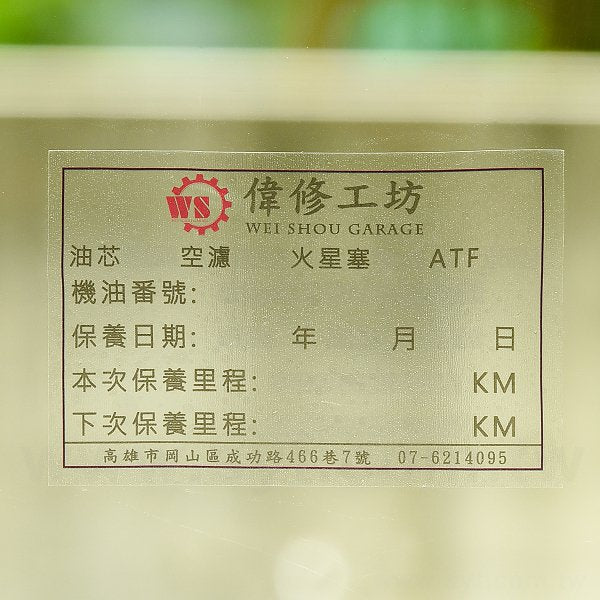 WS 偉修工坊
WEI SHOU GARAGE
油芯 空濾 火星塞 ATF
機油番號:
保養日期: 年 月 日
本次保養里程: KM
下次保養里程: KM
高雄市岡山區成功路466巷7號 07-6214095